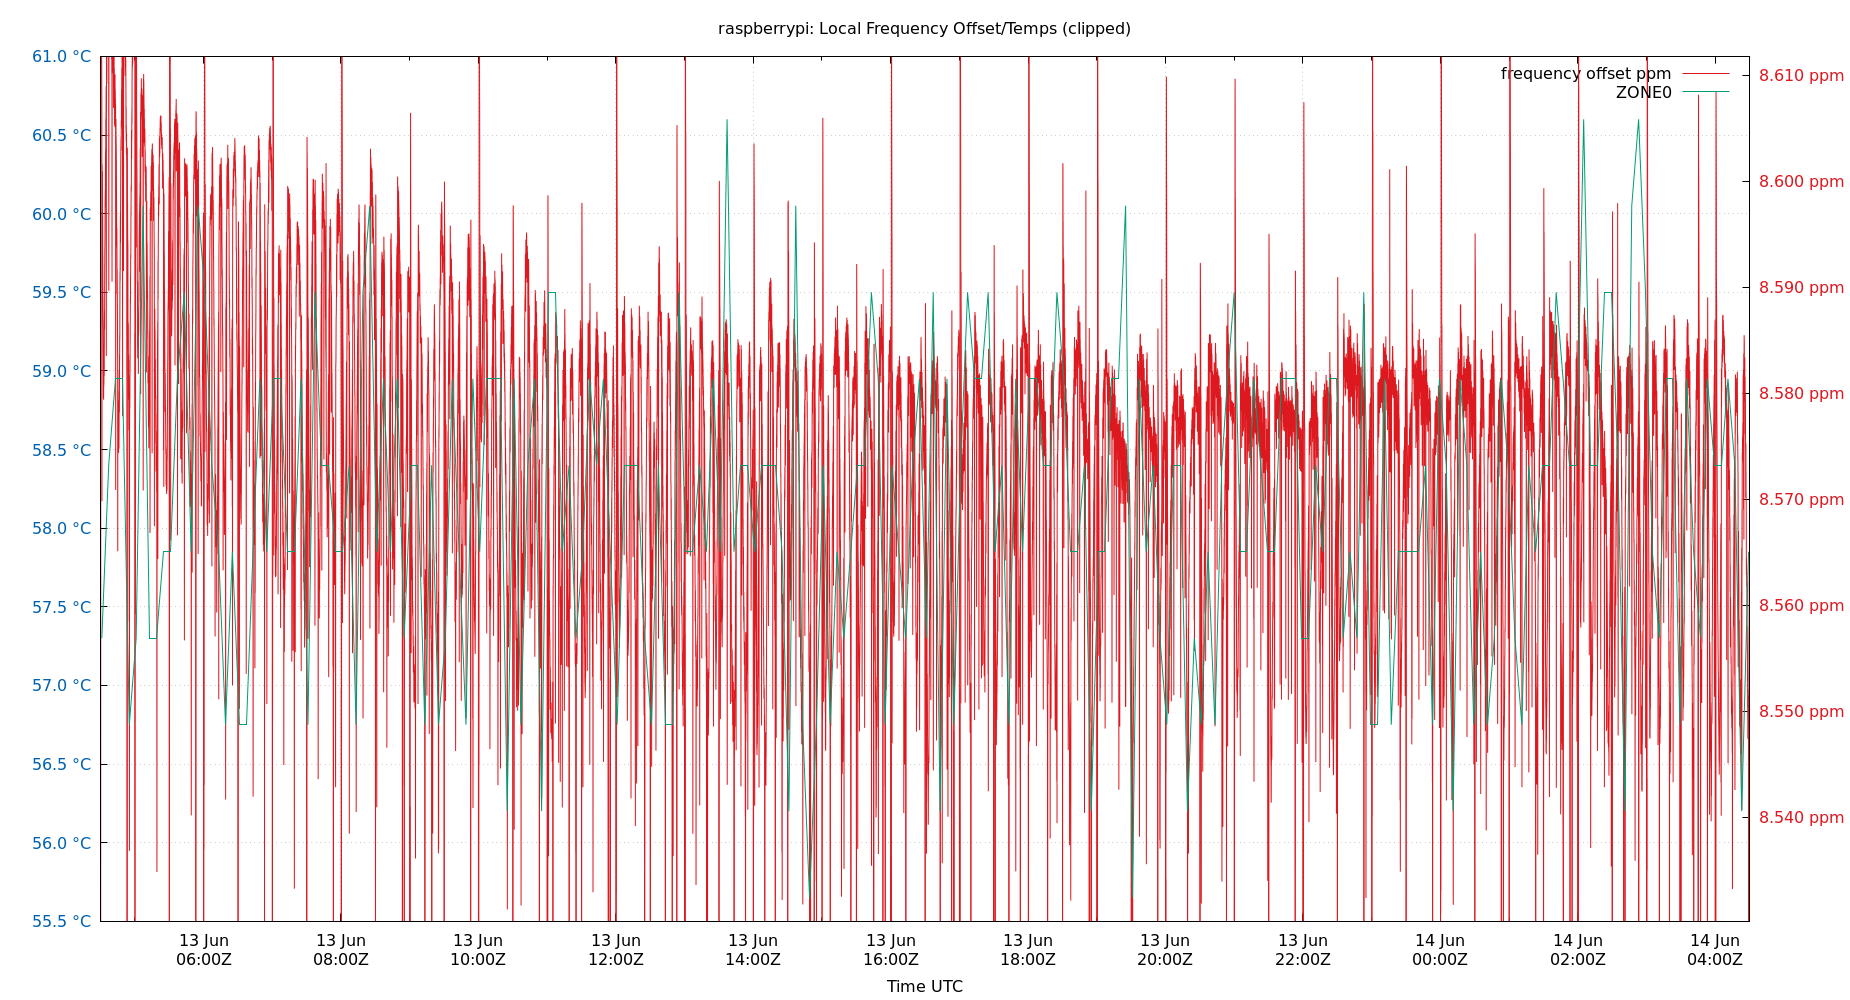 raspberrypi: Local Frequency Offset/Temps (clipped)
frequency offset ppm
ZONE0
61.0 °C
60.5 °C
60.0 °C
59.5 °C
59.0 °C
58.5 °C
58.0 °C
57.5 °C
57.0 °C
56.5 °C
56.0 °C
55.5 °C
8.610 ppm
8.600 ppm
8.590 ppm
8.580 ppm
8.570 ppm
8.560 ppm
8.550 ppm
8.540 ppm
13 Jun
06:00Z
13 Jun
08:00Z
13 Jun
10:00Z
13 Jun
12:00Z
13 Jun
14:00Z
13 Jun
16:00Z
13 Jun
18:00Z
13 Jun
20:00Z
13 Jun
22:00Z
14 Jun
00:00Z
14 Jun
02:00Z
14 Jun
04:00Z
Time UTC